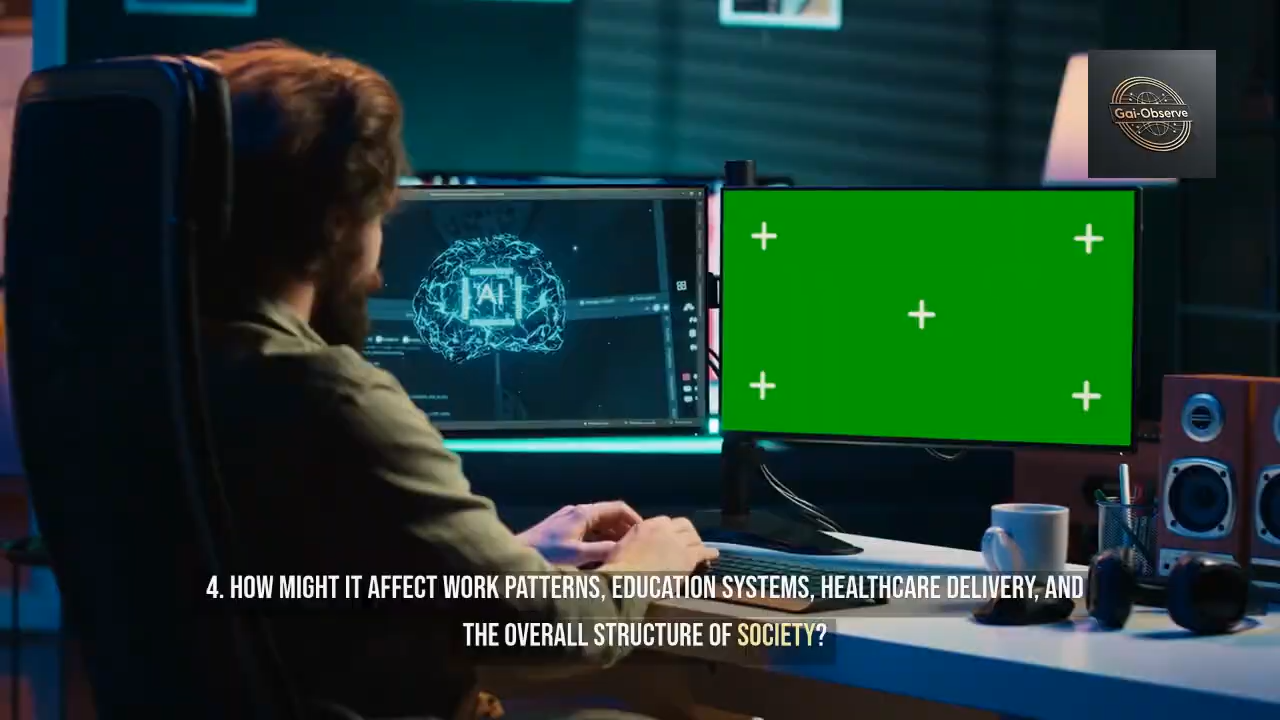 Gai-Observe
AI
4. HOW MIGHT IT AFFECT WORK PATTERNS, EDUCATION SYSTEMS, HEALTHCARE DELIVERY, AND
THE OVERALL STRUCTURE OF SOCIETY?